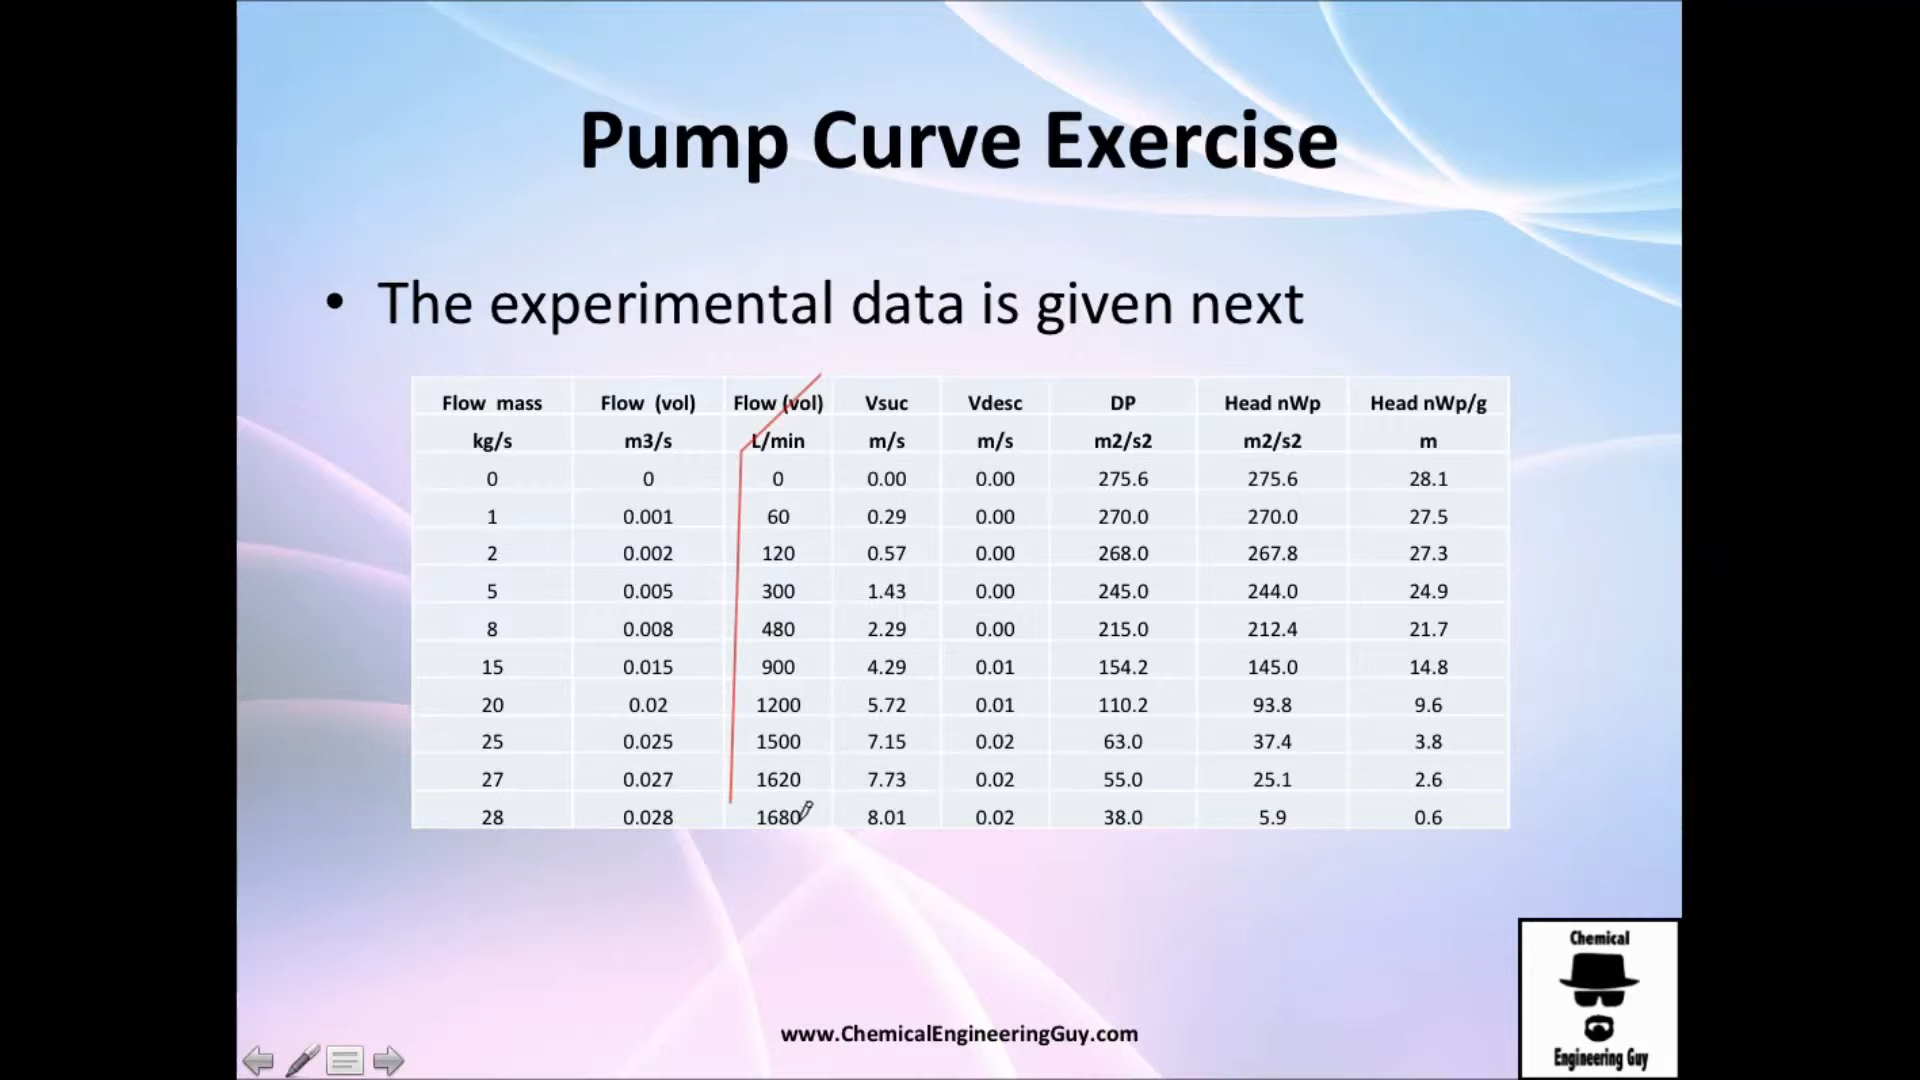 Pump Curve Exercise
• The experimental data is given next
Flow mass Flow (vol) Flow (vol) Vsuc Vdesc DP Head nWp Head nWp/g
kg/s m3/s L/min m/s m/s m2/s2 m2/s2 m
0 0 0 0.00 0.00 275.6 275.6 28.1
1 0.001 60 0.29 0.00 270.0 270.0 27.5
2 0.002 120 0.57 0.00 268.0 267.8 27.3
5 0.005 300 1.43 0.00 245.0 244.0 24.9
8 0.008 480 2.29 0.00 215.0 212.4 21.7
15 0.015 900 4.29 0.01 154.2 145.0 14.8
20 0.02 1200 5.72 0.01 110.2 93.8 9.6
25 0.025 1500 7.15 0.02 63.0 37.4 3.8
27 0.027 1620 7.73 0.02 55.0 25.1 2.6
28 0.028 1680 8.01 0.02 38.0 5.9 0.6
www.ChemicalEngineeringGuy.com
Chemical
Engineering Guy